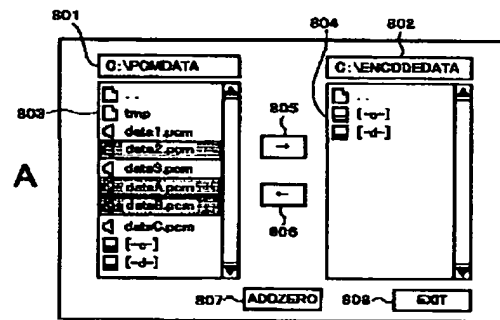 801
804
802
C:\PCMDATA
C:\ENCODEDATA
803
..
tmp
data1.pcm
data2.pcm
data3.pcm
dataA.pcm
dataB.pcm
dataC.pcm
[-c-]
[-d-]
805
→
←
806
..
[-c-]
[-d-]
A
807
ADDZERO
808
EXIT